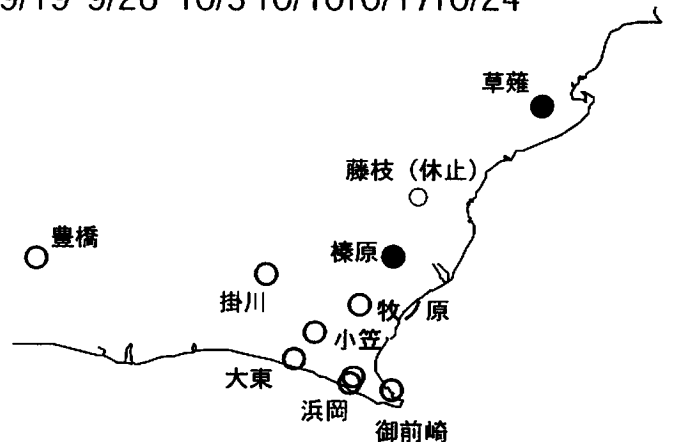 9/19 9/26 10/3 10/10 10/17 10/24
草薙
藤枝（休止）
豊橋
榛原
掛川
牧ノ原
小笠
大東
浜岡
御前崎